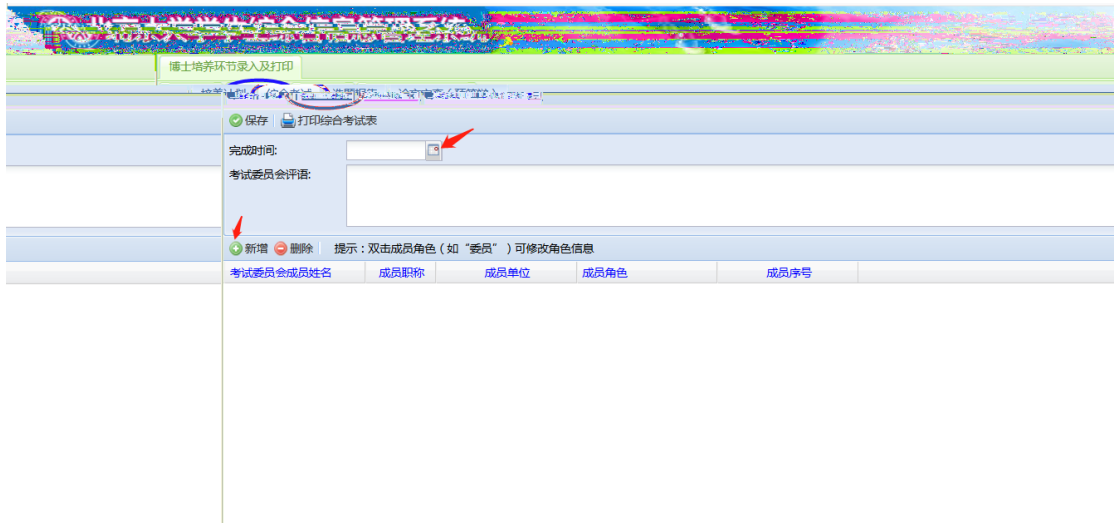 博士培养环节录入及打印
保存 打印综合考试表
完成时间:
考试委员会评语:
新增 删除 提示：双击成员角色（如“委员”）可修改角色信息
考试委员会成员姓名 成员职称 成员单位 成员角色 成员序号